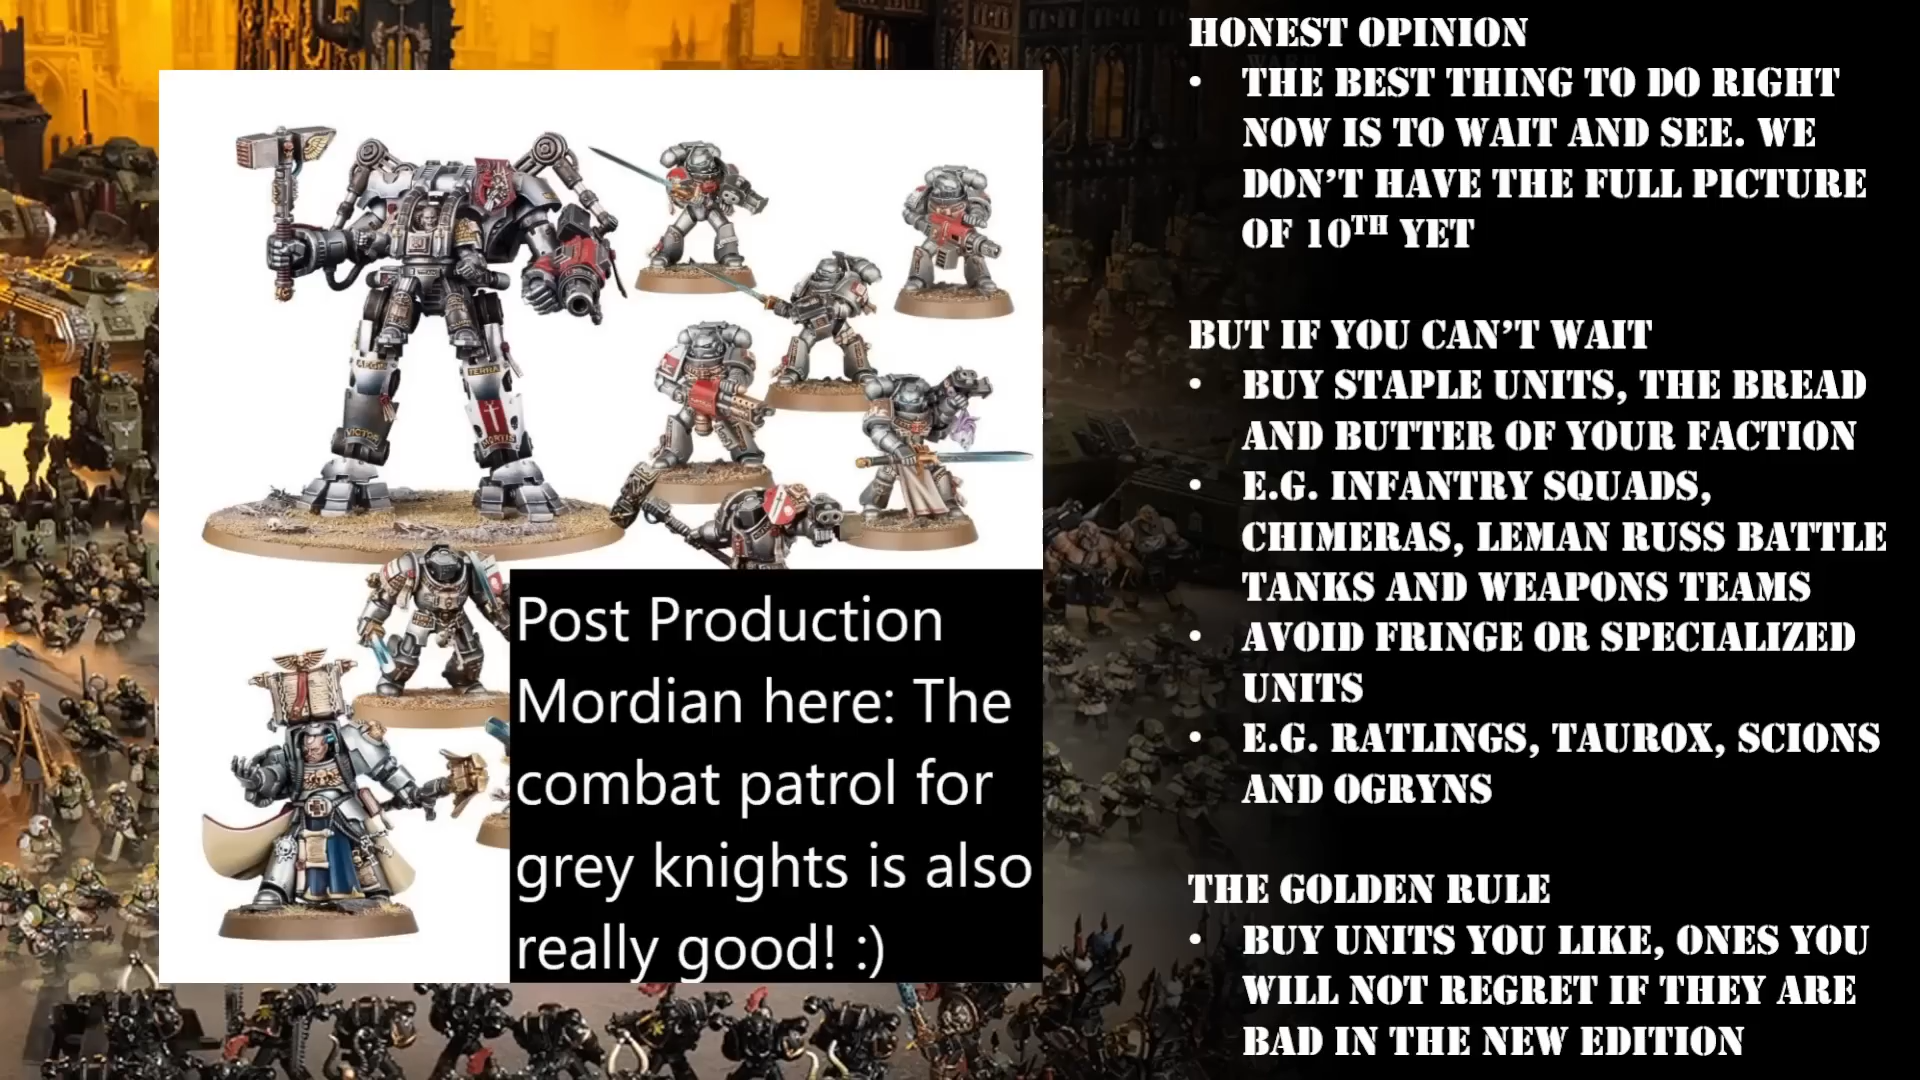 HONEST OPINION
• THE BEST THING TO DO RIGHT
NOW IS TO WAIT AND SEE. WE
DON'T HAVE THE FULL PICTURE
OF 10TH YET
BUT IF YOU CAN'T WAIT
• BUY STAPLE UNITS, THE BREAD
AND BUTTER OF YOUR FACTION
• E.G. INFANTRY SQUADS,
CHIMERAS, LEMAN RUSS BATTLE
TANKS AND WEAPONS TEAMS
• AVOID FRINGE OR SPECIALIZED
UNITS
• E.G. RATLINGS, TAUROX, SCIONS
AND OGRYNS
THE GOLDEN RULE
• BUY UNITS YOU LIKE, ONES YOU
WILL NOT REGRET IF THEY ARE
BAD IN THE NEW EDITION
Post Production
Mordian here: The
combat patrol for
grey knights is also
really good! :)
AEGIS
TERRA
VICTOR